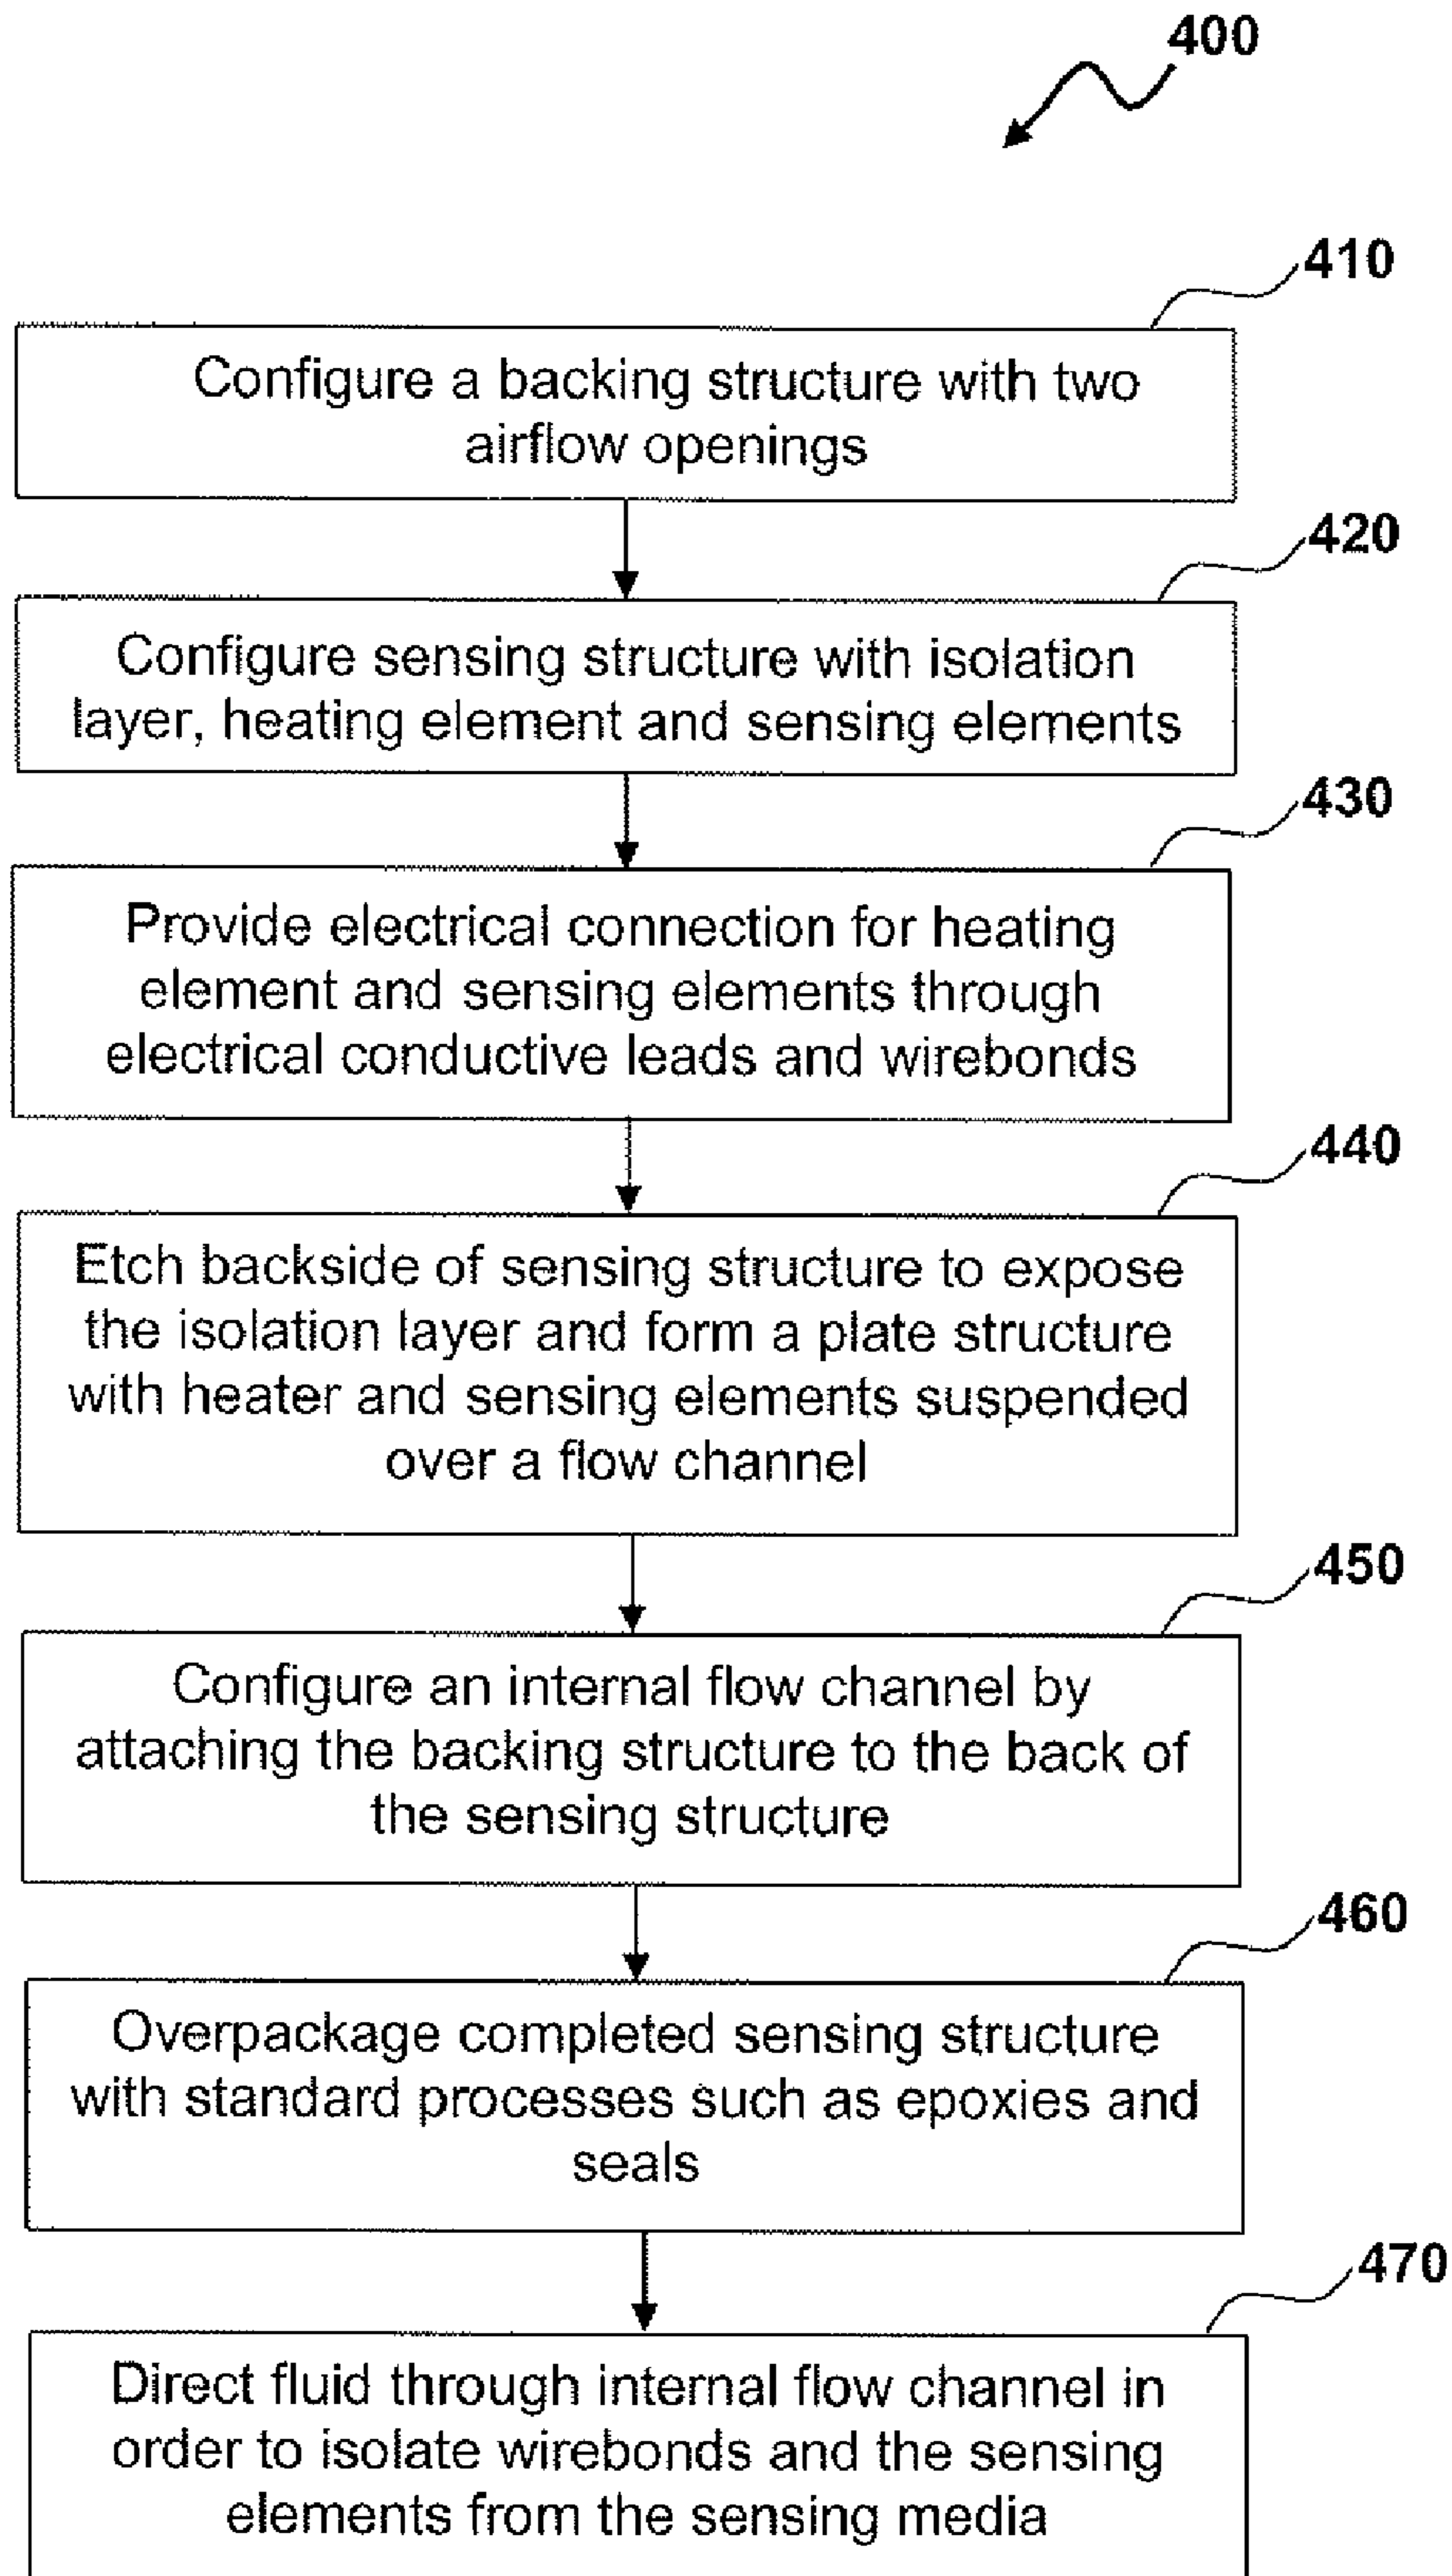 400
410
Configure a backing structure with two
airflow openings
420
Configure sensing structure with isolation
layer, heating element and sensing elements
430
Provide electrical connection for heating
element and sensing elements through
electrical conductive leads and wirebonds
440
Etch backside of sensing structure to expose
the isolation layer and form a plate structure
with heater and sensing elements suspended
over a flow channel
450
Configure an internal flow channel by
attaching the backing structure to the back of
the sensing structure
460
Overpackage completed sensing structure
with standard processes such as epoxies and
seals
470
Direct fluid through internal flow channel in
order to isolate wirebonds and the sensing
elements from the sensing media